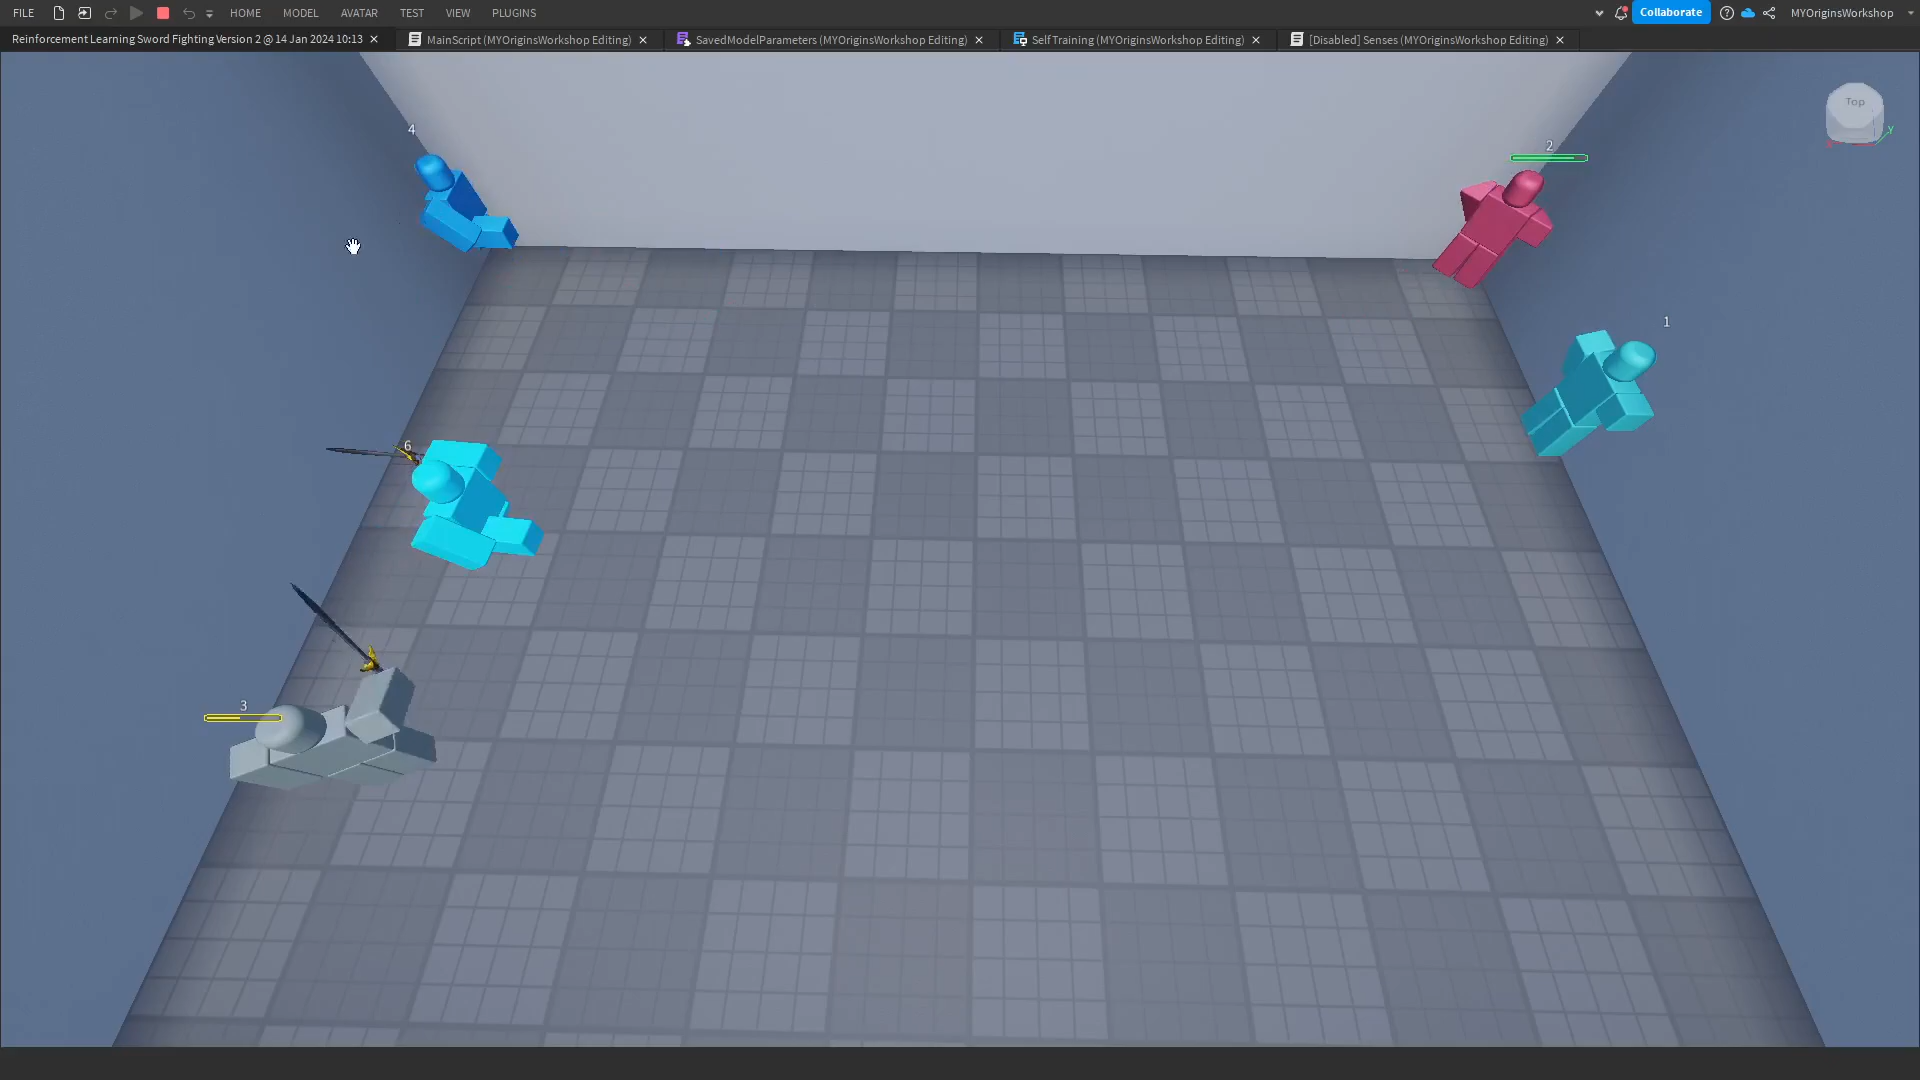 FILE HOME MODEL AVATAR TEST VIEW PLUGINS Collaborate MYOriginsWorkshop
Reinforcement Learning Sword Fighting Version 2 @ 14 Jan 2024 10:13 MainScript (MYOriginsWorkshop Editing) SavedModelParameters (MYOriginsWorkshop Editing) SelfTraining (MYOriginsWorkshop Editing) [Disabled] Senses (MYOriginsWorkshop Editing)
Top
Y
4
2
1
6
3